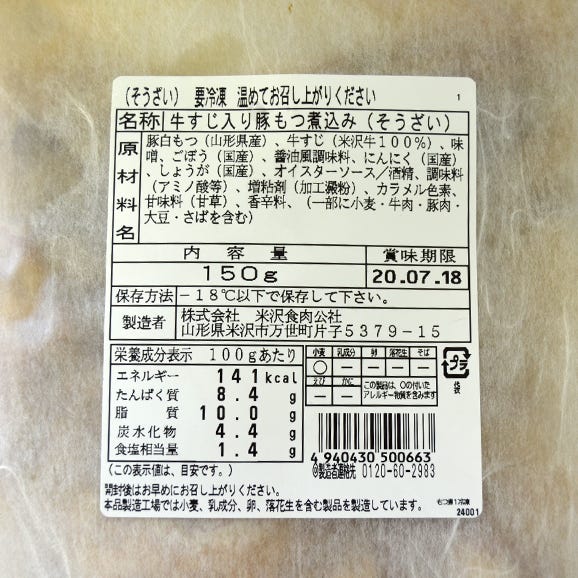 (そうざい) 要冷凍 温めてお召し上がりください 1
名称 牛すじ入り豚もつ煮込み(そうざい)
原材料名 豚白もつ(山形県産)、牛すじ(米沢牛100%)、味
噌、ごぼう(国産)、醤油風調味料、にんにく(国産)
、しょうが(国産)、オイスターソース/酒精、調味料
(アミノ酸等)、増粘剤(加工澱粉)、カラメル色素、
甘味料(甘草)、香辛料、(一部に小麦・牛肉・豚肉・
大豆・さばを含む)
内容量 賞味期限
150g 20.07.18
保存方法 -18℃以下で保存して下さい。
製造者 株式会社 米沢食肉公社
山形県米沢市万世町片子5379-15
栄養成分表示 100gあたり
エネルギー 141kcal
たんぱく質 8.4 g
脂質 10.0 g
炭水化物 4.4 g
食塩相当量 1.4 g
(この表示値は、目安です。)
小麦 乳成分 卵 落花生 そば
○ - - - -
えび かに
- -
この製品は、○の付いた
アレルギー物質を含みます
プラ
袋
4 940430 500663
@製造者連絡先 0120-60-2983
開封後はお早めにお召し上がりください。
本品製造工場では小麦、乳成分、卵、落花生を含む製品を製造しています。
24001